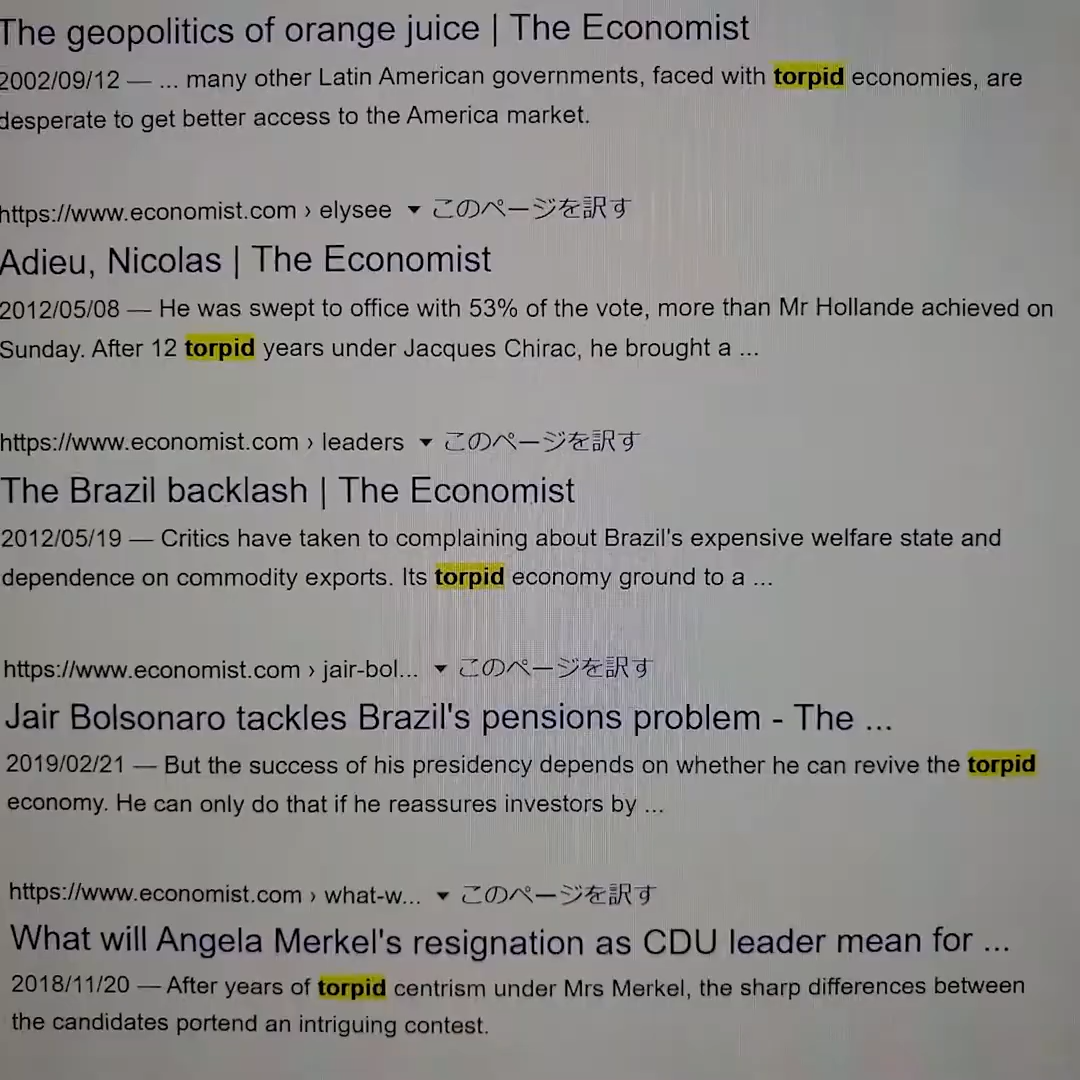 The geopolitics of orange juice | The Economist
2002/09/12 — ... many other Latin American governments, faced with torpid economies, are
desperate to get better access to the America market.
https://www.economist.com › elysee ▼ このページを訳す
Adieu, Nicolas | The Economist
2012/05/08 — He was swept to office with 53% of the vote, more than Mr Hollande achieved on
Sunday. After 12 torpid years under Jacques Chirac, he brought a ...
https://www.economist.com › leaders ▼ このページを訳す
The Brazil backlash | The Economist
2012/05/19 — Critics have taken to complaining about Brazil's expensive welfare state and
dependence on commodity exports. Its torpid economy ground to a ...
https://www.economist.com › jair-bol... ▼ このページを訳す
Jair Bolsonaro tackles Brazil's pensions problem - The ...
2019/02/21 — But the success of his presidency depends on whether he can revive the torpid
economy. He can only do that if he reassures investors by ...
https://www.economist.com › what-w... ▼ このページを訳す
What will Angela Merkel's resignation as CDU leader mean for ...
2018/11/20 — After years of torpid centrism under Mrs Merkel, the sharp differences between
the candidates portend an intriguing contest.